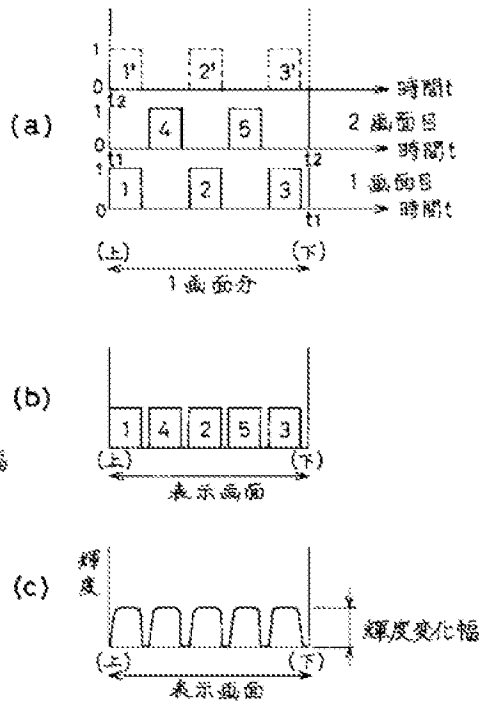 1
1' 2' 3'
0
t2
時間t
(a)
1
4 5
2画面目
0
t1
t2
時間t
1
1 2 3
1画面目
0
t1
時間t
(上) (下)
1画面分
(b)
1 4 2 5 3
(上) (下)
表示画面
幅
(c)
輝度
輝度変化幅
(上) (下)
表示画面